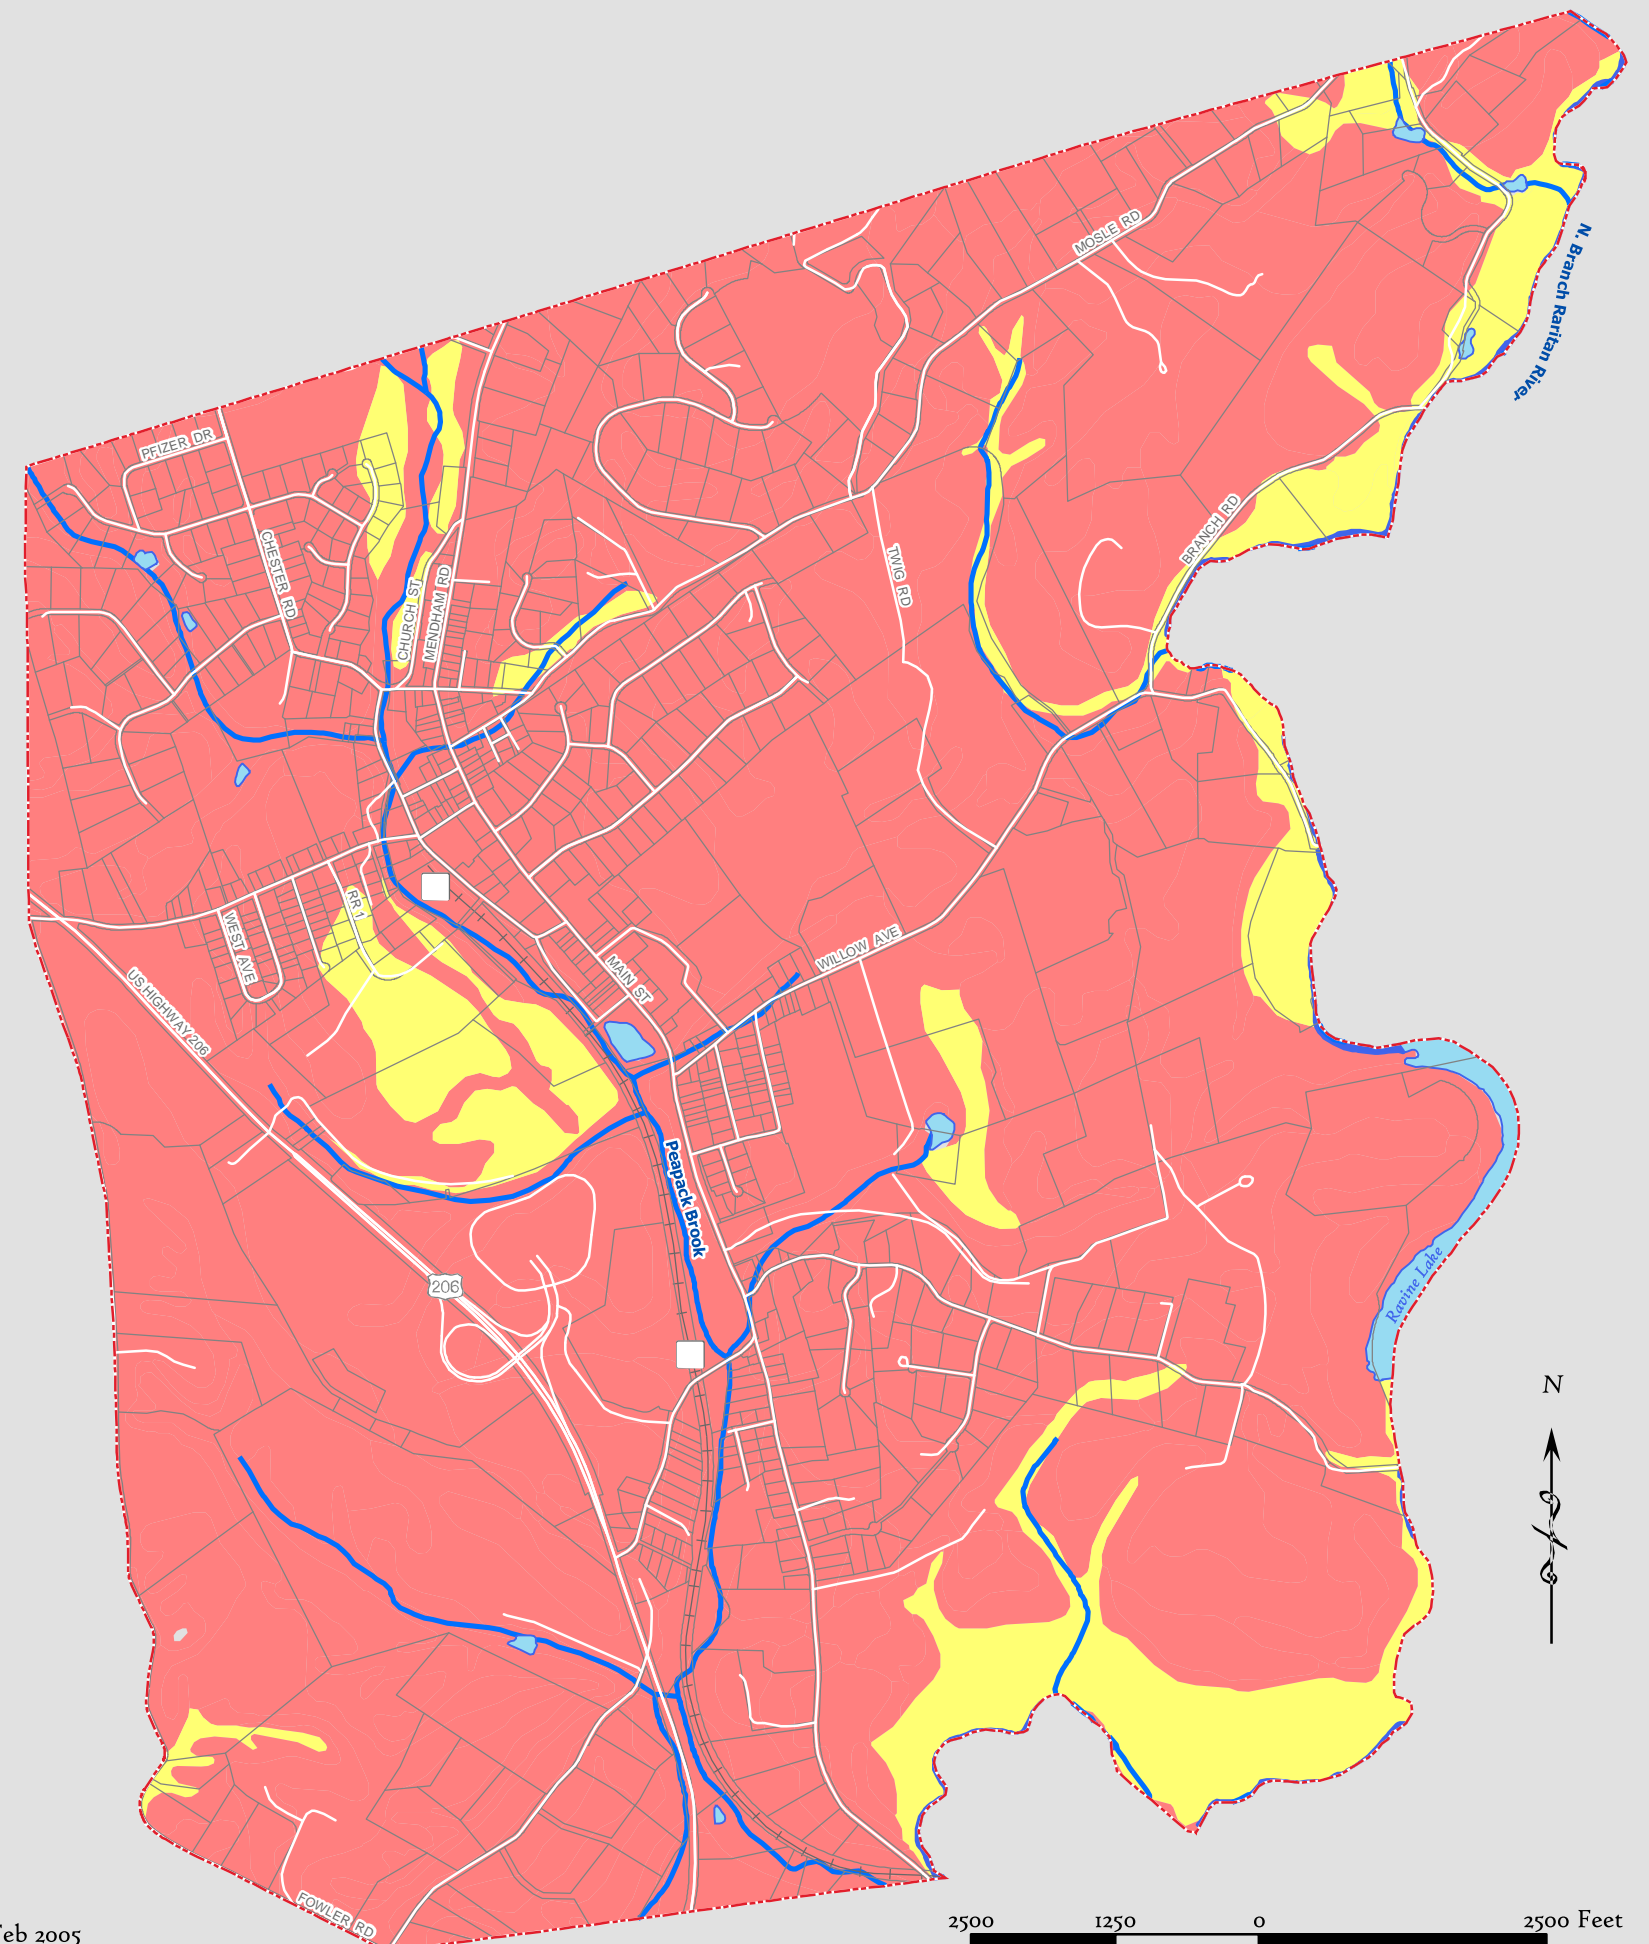 N. Branch Raritan River
MOSLE RD
PFIZER DR
CHESTER RD
CHURCH ST
MENDHAM RD
TWIG RD
BRANCH RD
RR 1
WEST AVE
US HIGHWAY 206
MAIN ST
WILLOW AVE
Peapack Brook
206
Ravine Lake
N
FOWLER RD
Feb 2005
2500 1250 0 2500 Feet